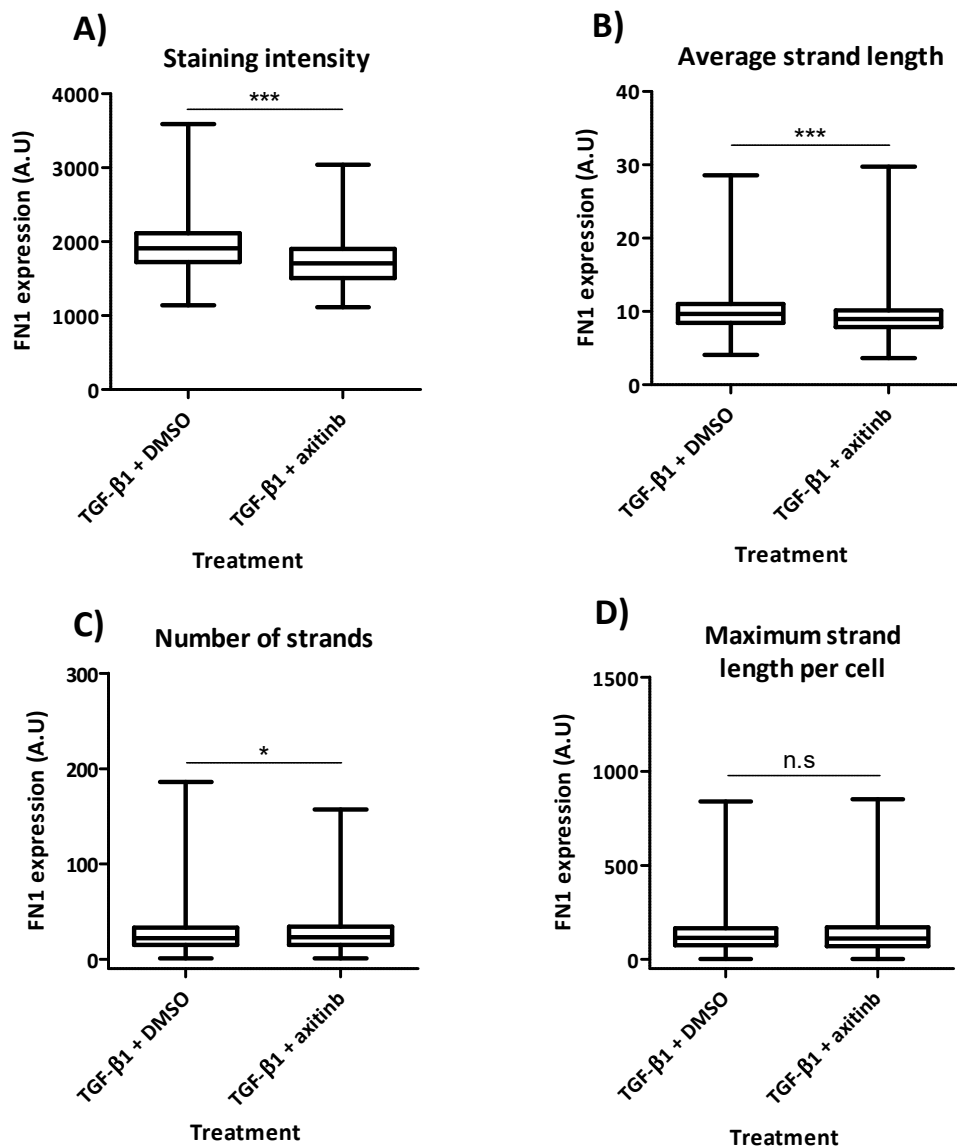 A)
Staining intensity
FN1 expression (A.U)
4000
3000
2000
1000
0
***
TGF-β1 + DMSO
TGF-β1 + axitinb
Treatment
B)
Average strand length
FN1 expression (A.U)
40
30
20
10
0
***
TGF-β1 + DMSO
TGF-β1 + axitinb
Treatment
C)
Number of strands
FN1 expression (A.U)
300
200
100
0
*
TGF-β1 + DMSO
TGF-β1 + axitinb
Treatment
D)
Maximum strand
length per cell
FN1 expression (A.U)
1500
1000
500
0
n.s
TGF-β1 + DMSO
TGF-β1 + axitinb
Treatment